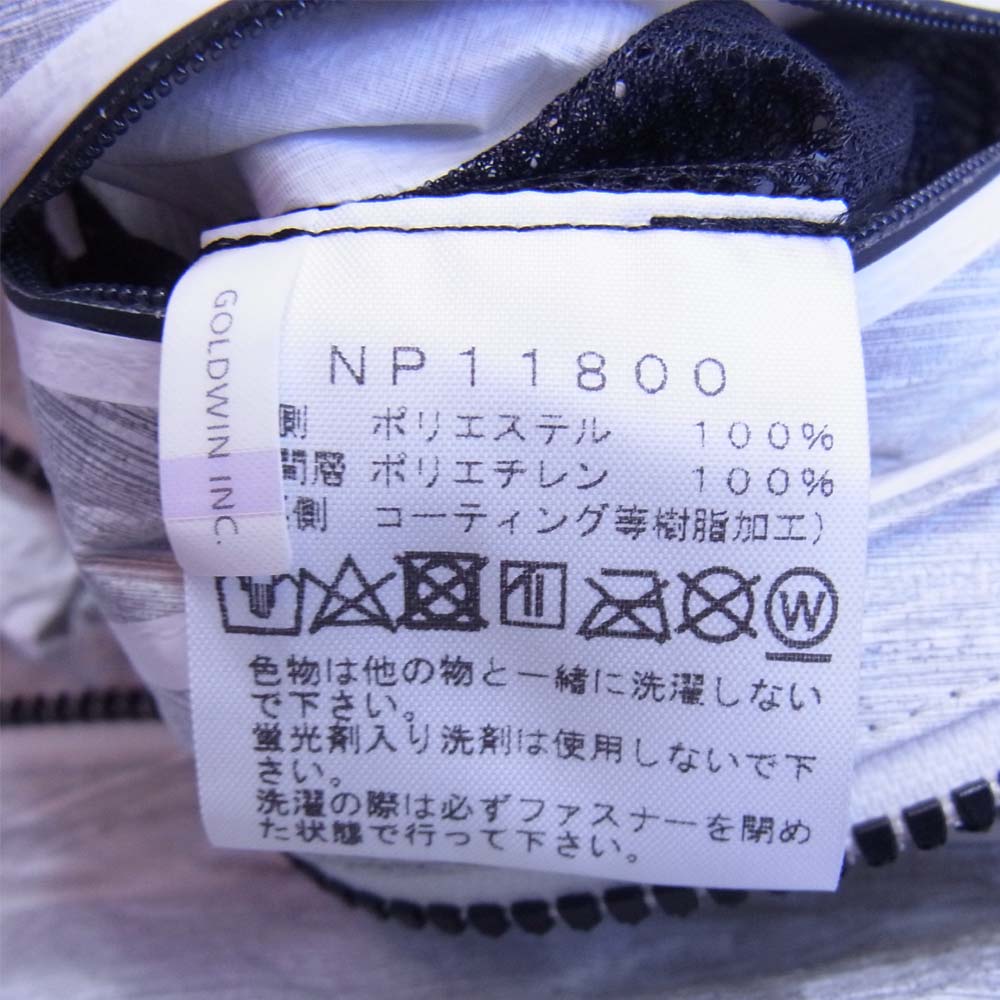 GOLDWIN INC.
NP11800
側 ポリエステル 100%
間層 ポリエチレン 100%
側 コーティング等樹脂加工)
W
色物は他の物と一緒に洗濯しない
で下さい。
蛍光剤入り洗剤は使用しないで下
さい。
洗濯の際は必ずファスナーを閉め
た状態で行って下さい。